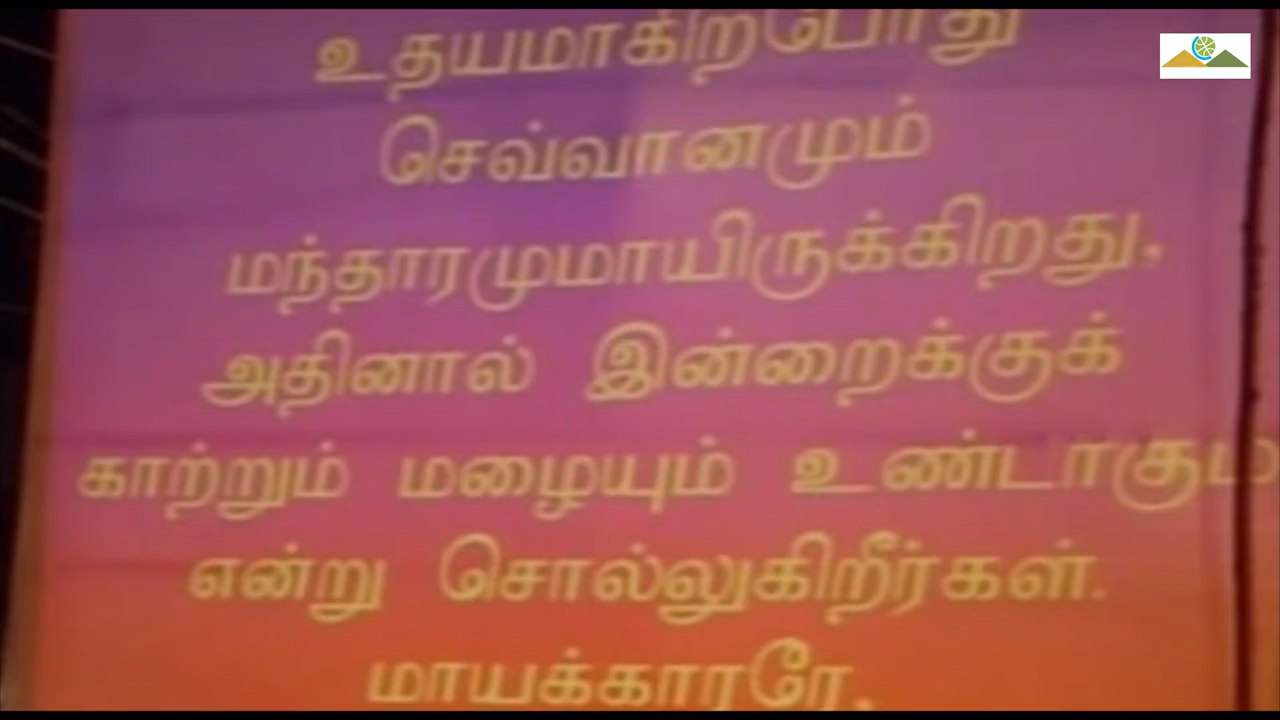 உதயமாகிறபோது
செவ்வானமும்
மந்தாரமுமாயிருக்கிறது,
அதினால் இன்றைக்குக்
காற்றும் மழையும் உண்டாகும்
என்று சொல்லுகிறீர்கள்.
மாயக்காரரே,